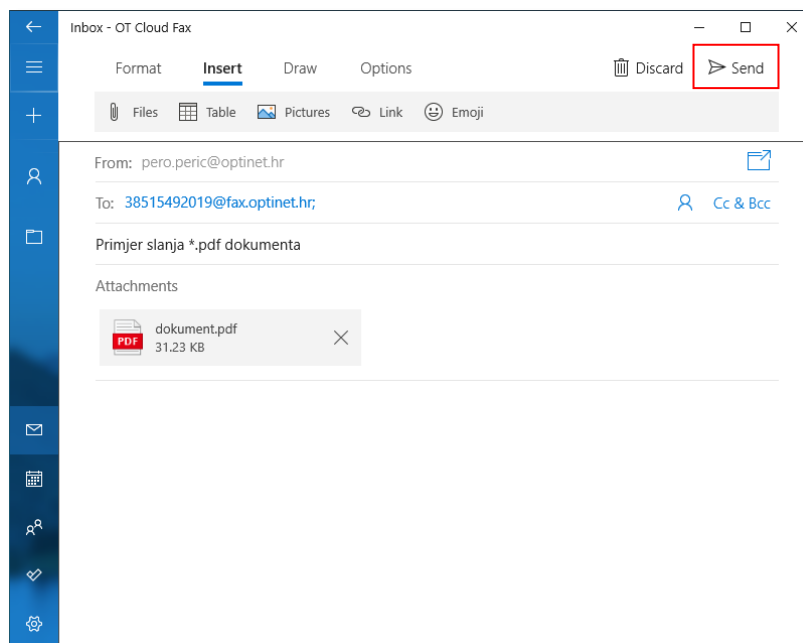 Inbox - OT Cloud Fax
Format Insert Draw Options Discard Send
Files Table Pictures Link Emoji
From: pero.peric@optinet.hr
To: 38515492019@fax.optinet.hr; Cc & Bcc
Primjer slanja *.pdf dokumenta
Attachments
PDF dokument.pdf
31.23 KB